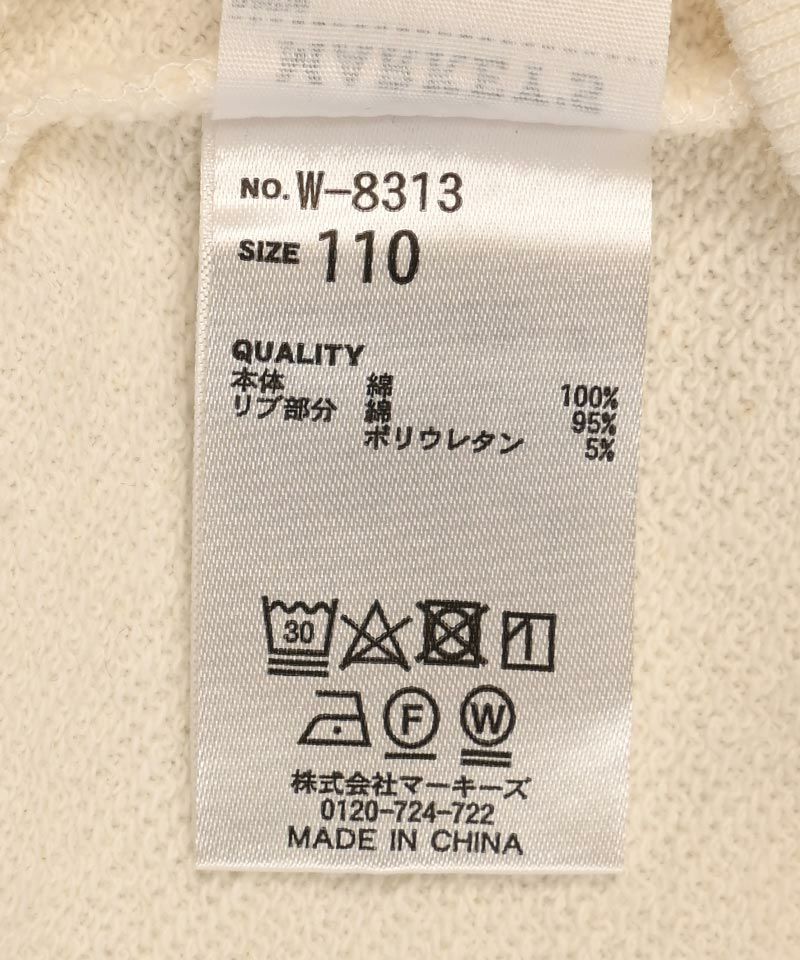 MARKEY'S
NO. W-8313
SIZE 110
QUALITY
本体 綿 100%
リブ部分 綿 95%
ポリウレタン 5%
30
F W
株式会社マーキーズ
0120-724-722
MADE IN CHINA